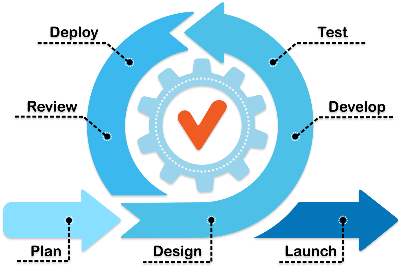 Deploy
Test
Review
Develop
Plan
Design
Launch